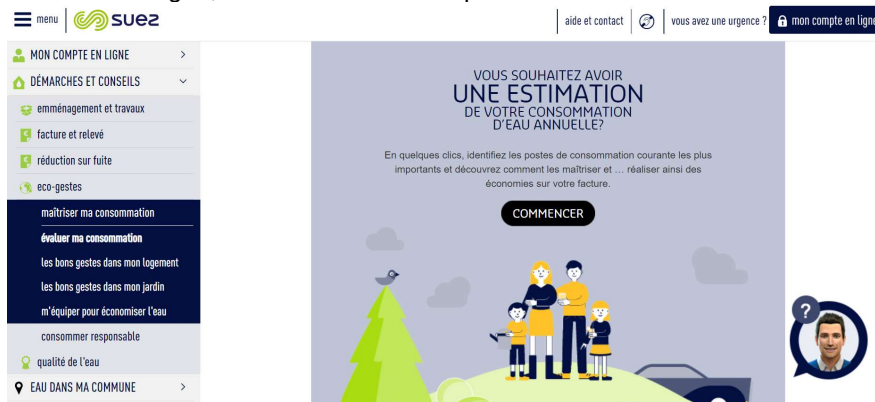 menu
suez
aide et contact
vous avez une urgence ?
mon compte en ligne
MON COMPTE EN LIGNE
DÉMARCHES ET CONSEILS
emménagement et travaux
facture et relevé
réduction sur fuite
eco-gestes
maîtriser ma consommation
évaluer ma consommation
les bons gestes dans mon logement
les bons gestes dans mon jardin
m'équiper pour économiser l'eau
consommer responsable
qualité de l'eau
EAU DANS MA COMMUNE
VOUS SOUHAITEZ AVOIR
UNE ESTIMATION
DE VOTRE CONSOMMATION
D'EAU ANNUELLE?
En quelques clics, identifiez les postes de consommation courante les plus
importants et découvrez comment les maîtriser et … réaliser ainsi des
économies sur votre facture.
COMMENCER
?